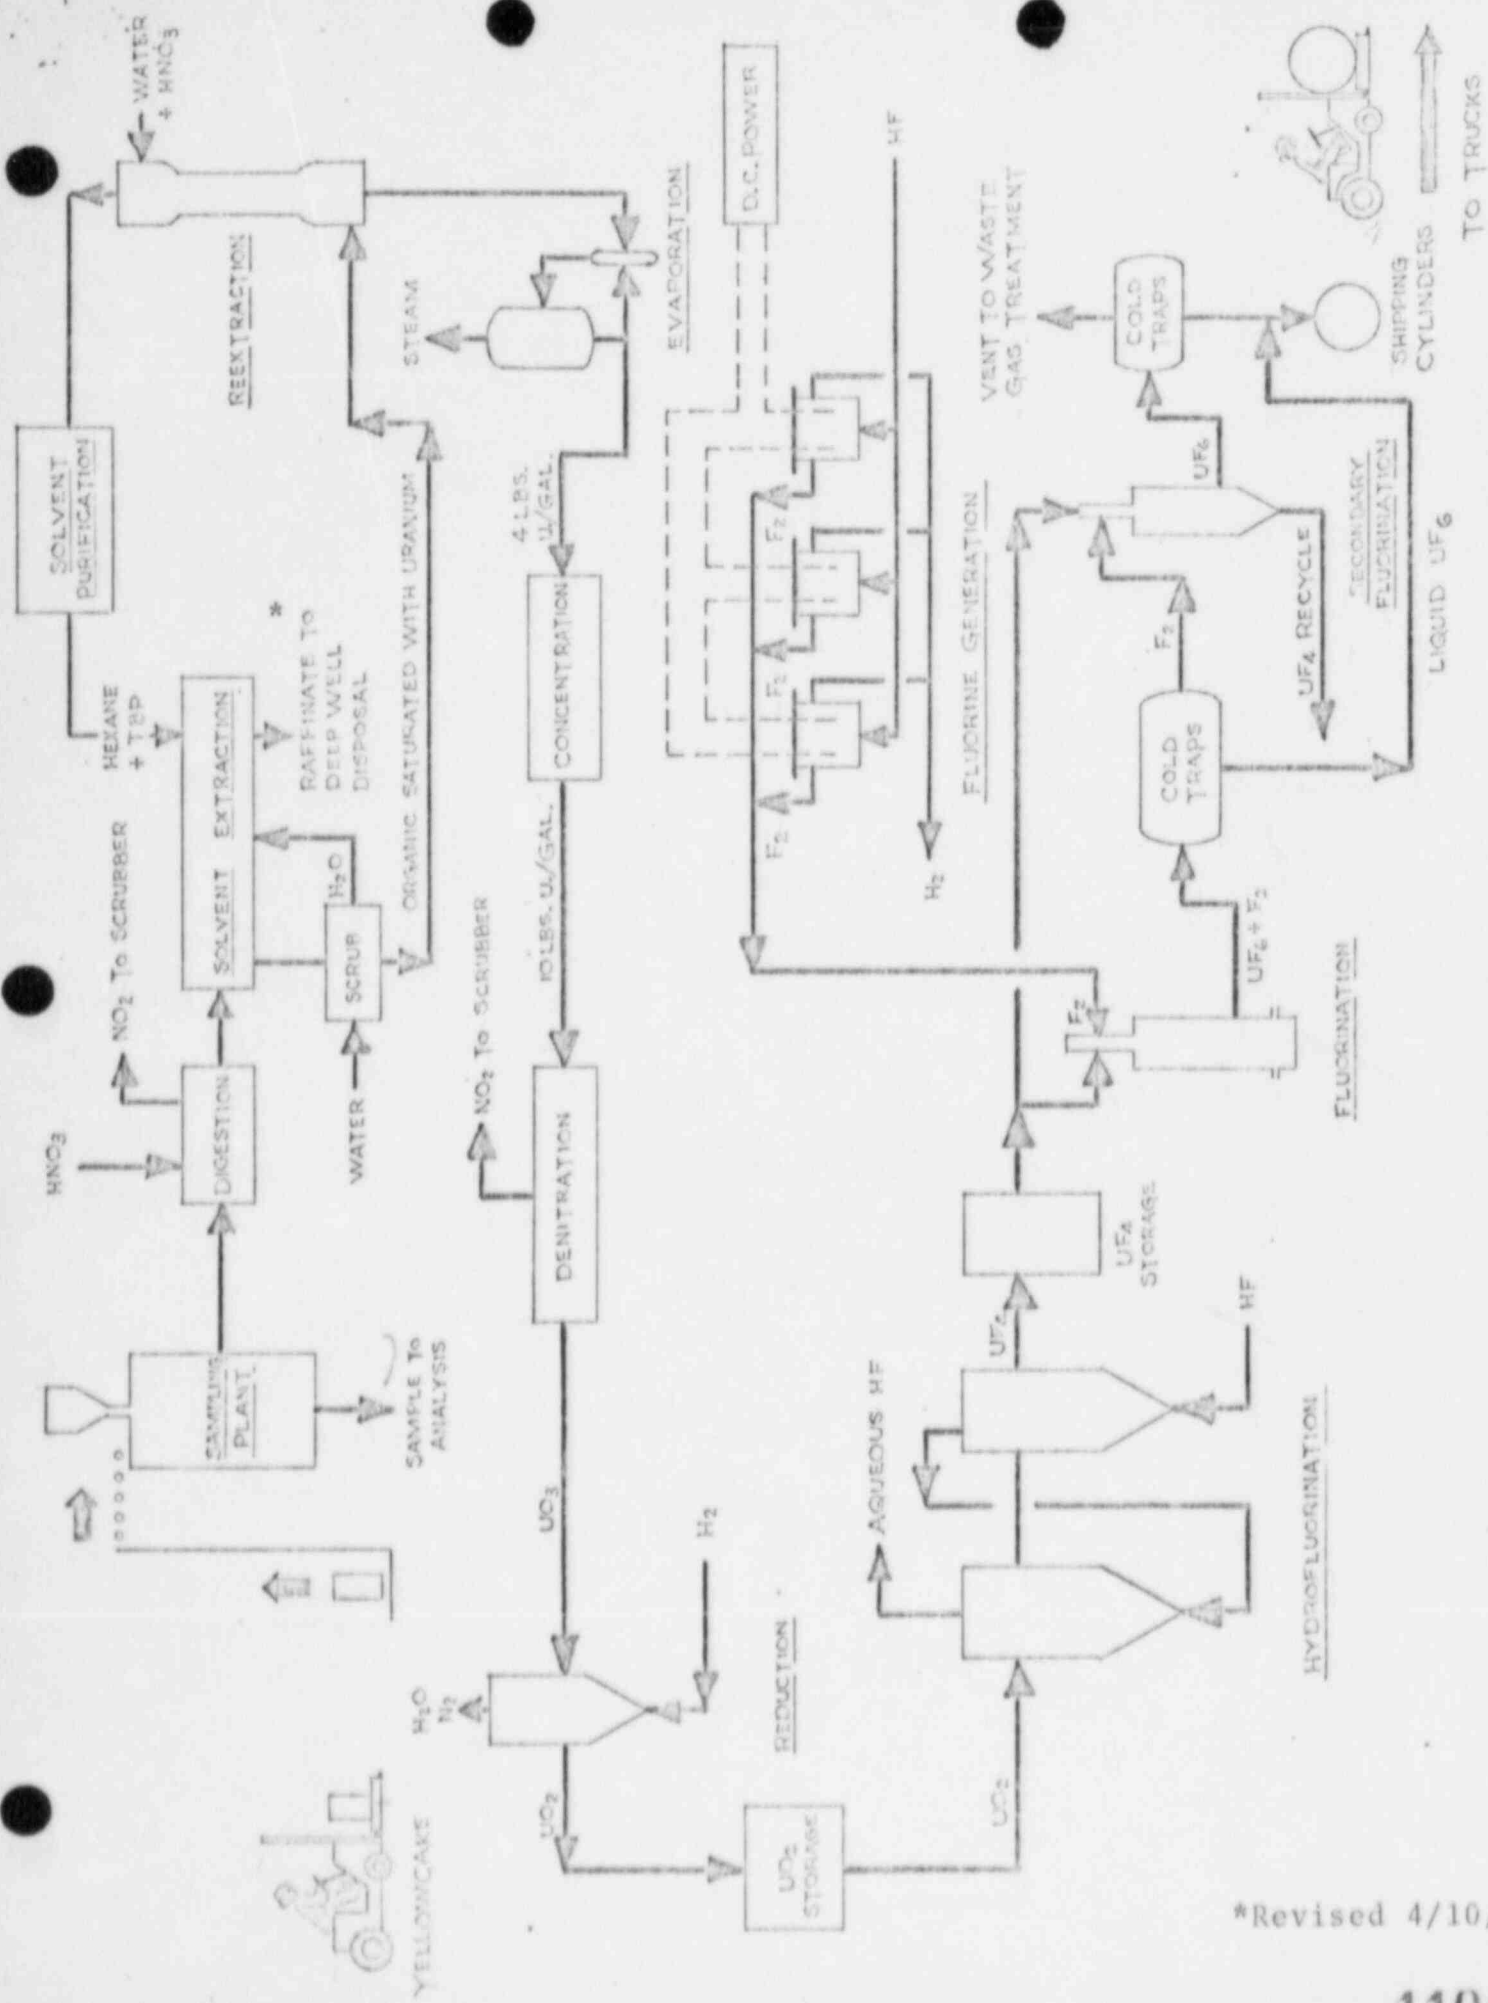 YELLOWCAKE
SAMPLING
PLANT
SAMPLE TO
ANALYSIS
HNO3
DIGESTION
NO2 TO SCRUBBER
WATER
SCRUB
H2O
SOLVENT EXTRACTION
HEXANE
+ TBP
RAFFINATE TO *
DEEP WELL
DISPOSAL
ORGANIC SATURATED WITH URANIUM
SOLVENT
PURIFICATION
WATER
+ HNO3
REEXTRACTION
STEAM
EVAPORATION
4 LBS.
U/GAL.
CONCENTRATION
10 LBS. U./GAL.
NO2 TO SCRUBBER
DENITRATION
UO3
H2O
N2
H2
REDUCTION
UO2
UO2
STORAGE
UO2
AQUEOUS HF
HF
HYDROFLUORINATION
UF4
UF4
STORAGE
D.C. POWER
HF
F2
F2
F2
H2
FLUORINE GENERATION
F2
FLUORINATION
UF6 + F2
COLD
TRAPS
F2
UF4 RECYCLE
SECONDARY
FLUORINATION
LIQUID UF6
UF6
COLD
TRAPS
VENT TO WASTE
GAS TREATMENT
SHIPPING
CYLINDERS
TO TRUCKS
*Revised 4/10/